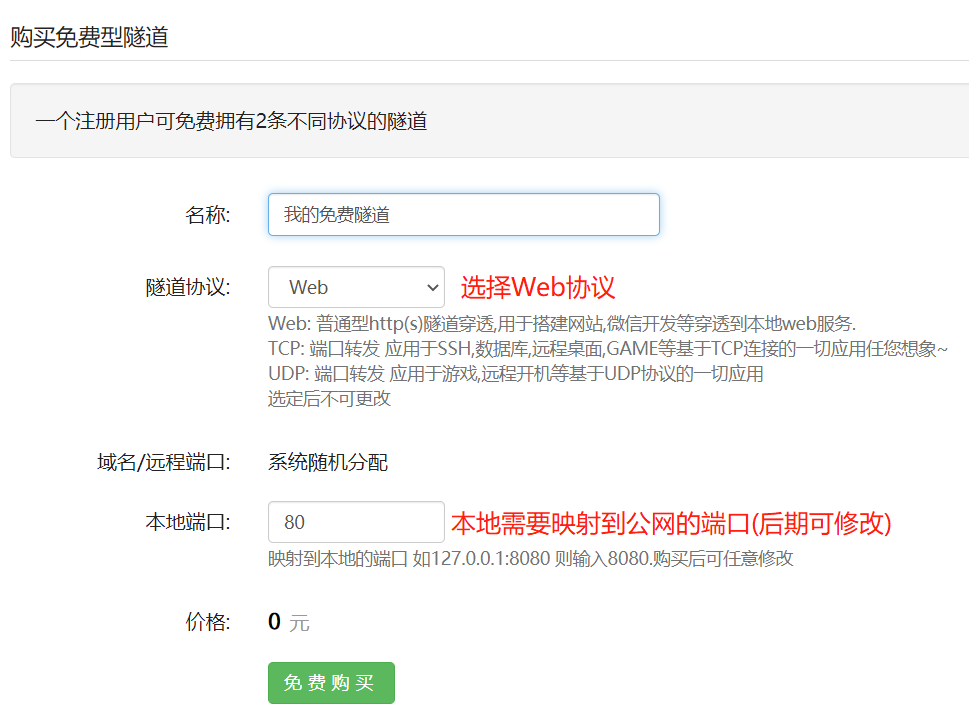 购买免费型隧道
一个注册用户可免费拥有2条不同协议的隧道
名称: 我的免费隧道
隧道协议: Web 选择Web协议
Web: 普通型http(s)隧道穿透,用于搭建网站,微信开发等穿透到本地web服务.
TCP: 端口转发 应用于SSH,数据库,远程桌面,GAME等基于TCP连接的一切应用任您想象~
UDP: 端口转发 应用于游戏,远程开机等基于UDP协议的一切应用
选定后不可更改
域名/远程端口: 系统随机分配
本地端口: 80 本地需要映射到公网的端口(后期可修改)
映射到本地的端口 如127.0.0.1:8080 则输入8080.购买后可任意修改
价格: 0 元
免费购买